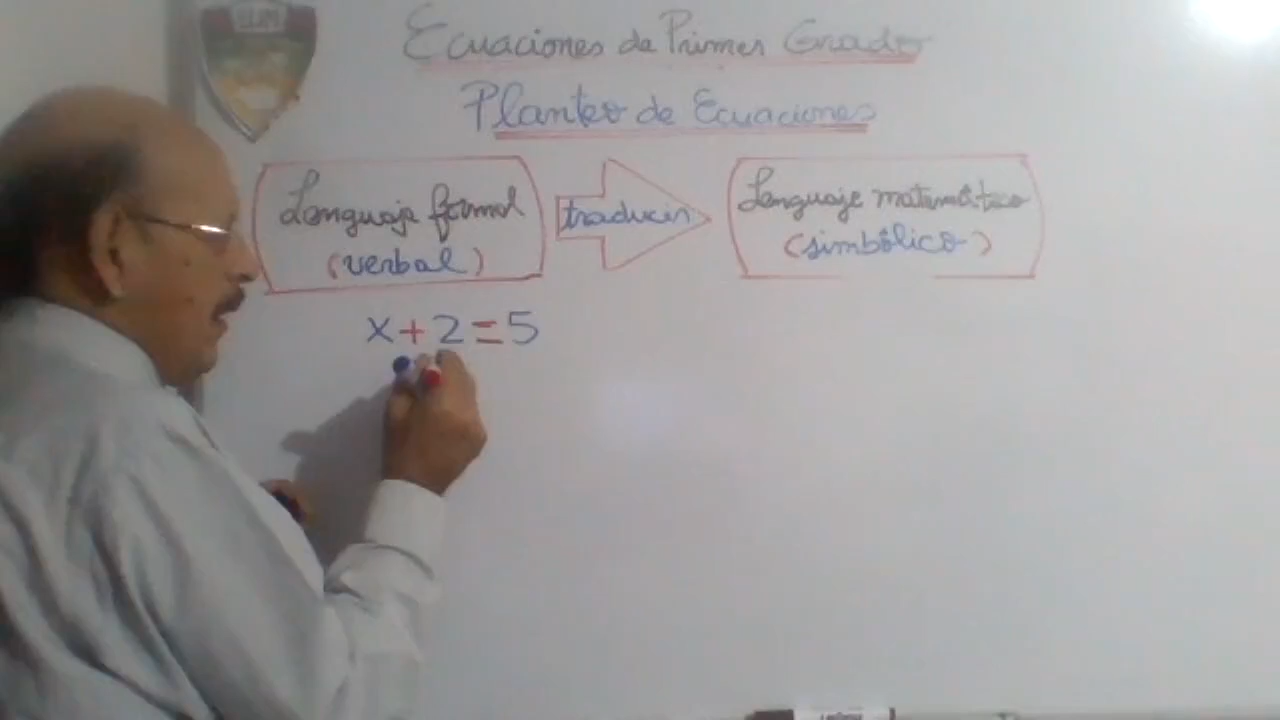 Ecuaciones de Primer Grado
Planteo de Ecuaciones
Lenguaje formal
(verbal)
traducir
Lenguaje matemático
(simbólico)
x + 2 = 5